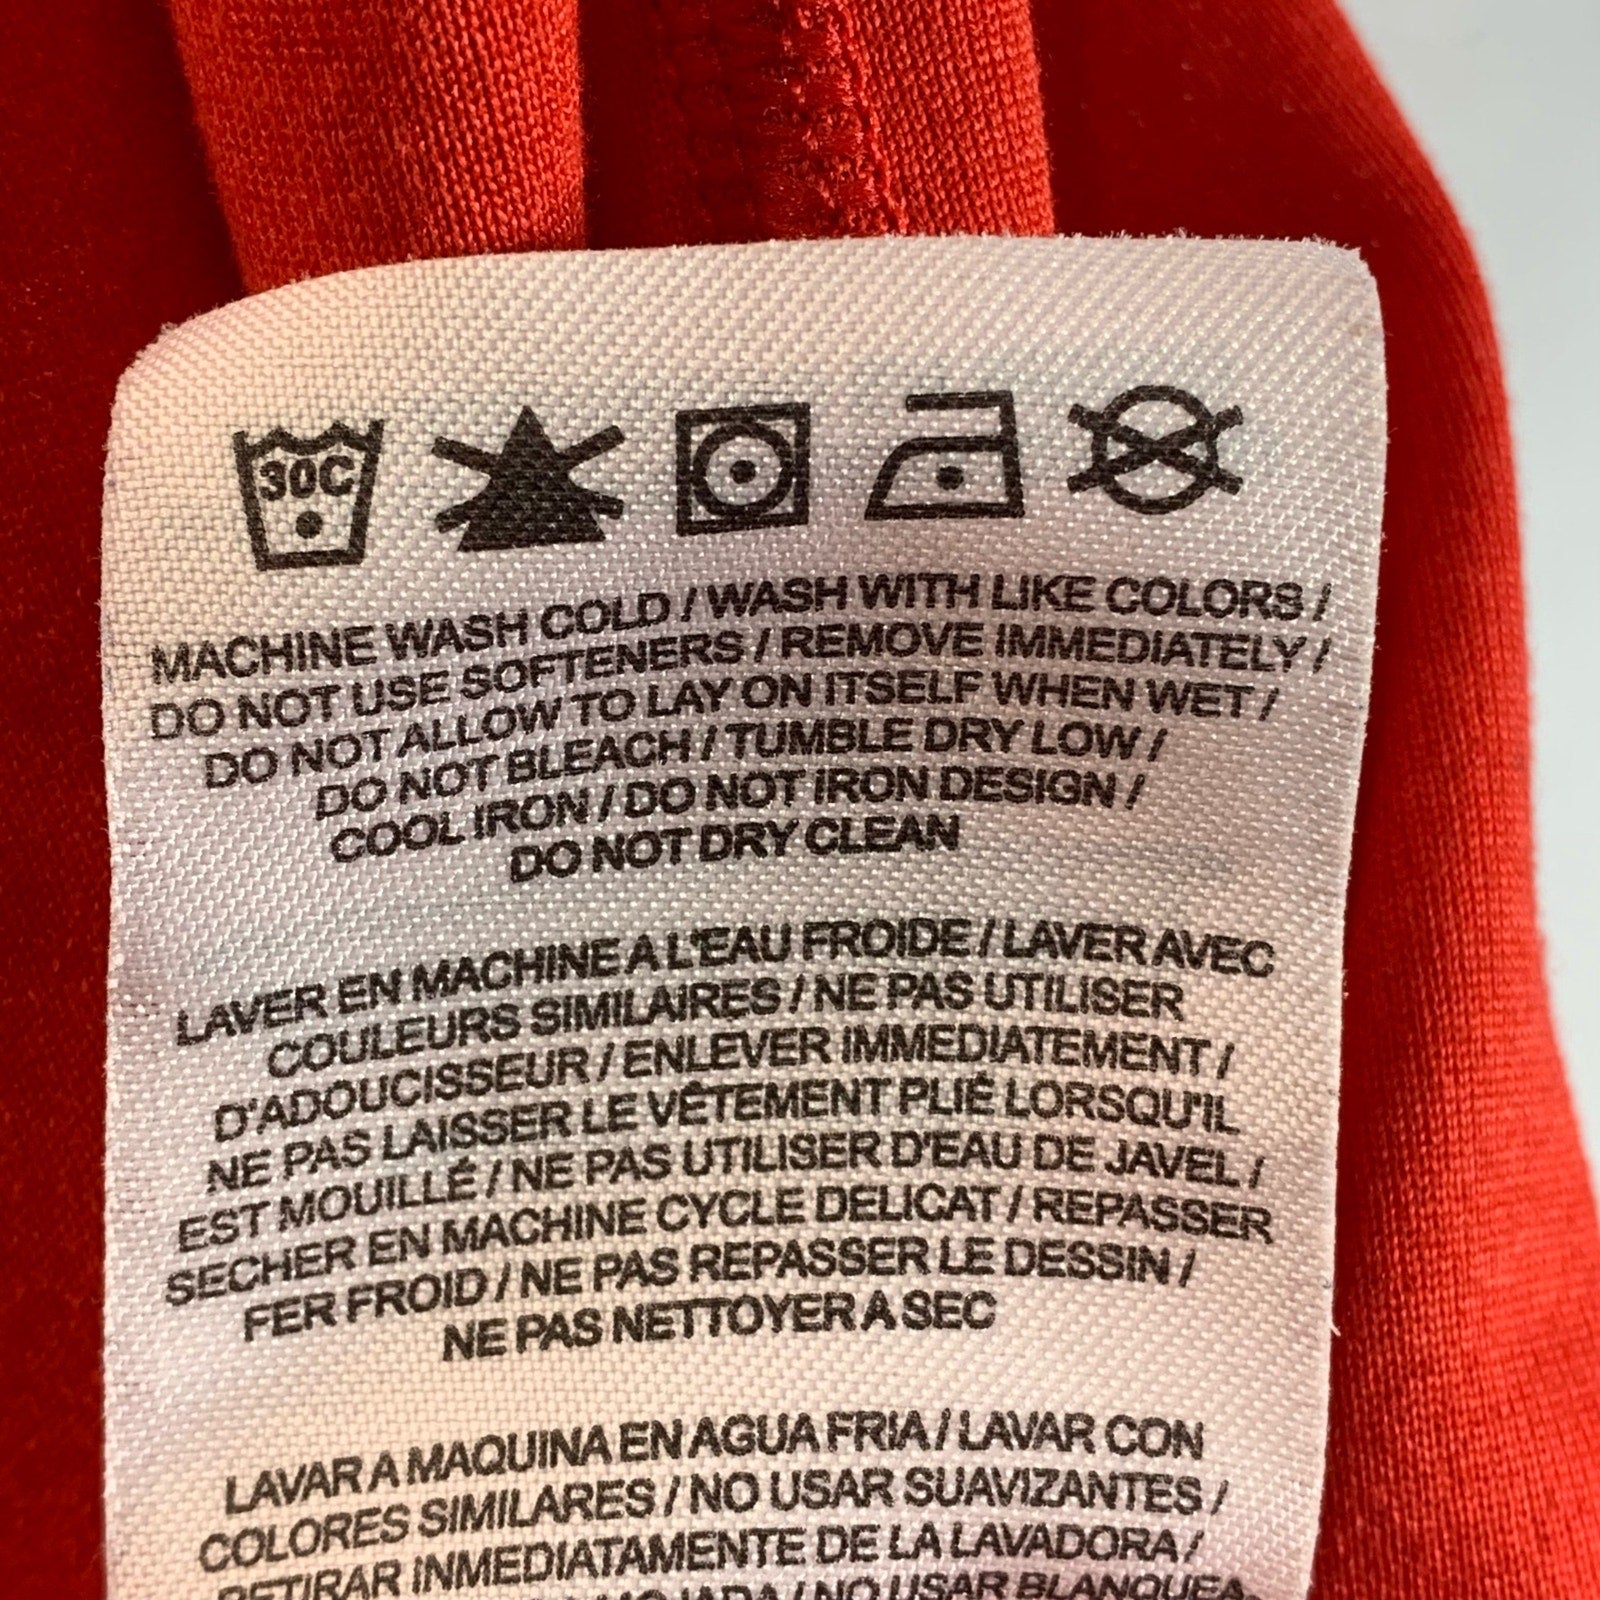 30C
MACHINE WASH COLD / WASH WITH LIKE COLORS /
DO NOT USE SOFTENERS / REMOVE IMMEDIATELY /
DO NOT ALLOW TO LAY ON ITSELF WHEN WET /
DO NOT BLEACH / TUMBLE DRY LOW /
COOL IRON / DO NOT IRON DESIGN /
DO NOT DRY CLEAN
LAVER EN MACHINE A L'EAU FROIDE / LAVER AVEC
COULEURS SIMILAIRES / NE PAS UTILISER
D'ADOUCISSEUR / ENLEVER IMMEDIATEMENT /
NE PAS LAISSER LE VÊTEMENT PLIÉ LORSQU'IL
EST MOUILLÉ / NE PAS UTILISER D'EAU DE JAVEL /
SECHER EN MACHINE CYCLE DELICAT / REPASSER
FER FROID / NE PAS REPASSER LE DESSIN /
NE PAS NETTOYER A SEC
LAVAR A MAQUINA EN AGUA FRIA / LAVAR CON
COLORES SIMILARES / NO USAR SUAVIZANTES /
RETIRAR INMEDIATAMENTE DE LA LAVADORA /
/ NO USAR BLANQUEA